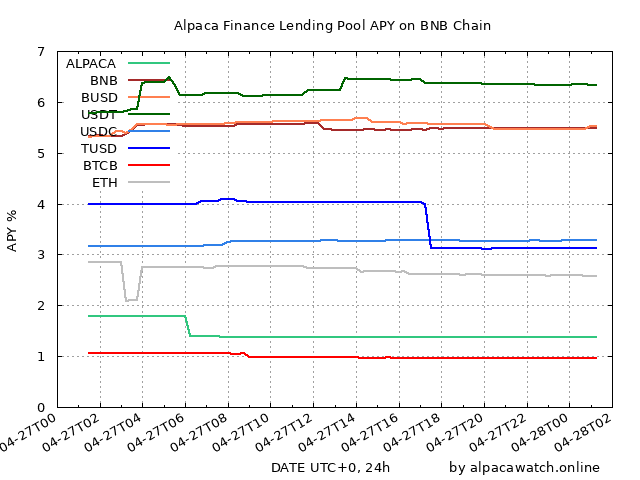 Alpaca Finance Lending Pool APY on BNB Chain
7
6
5
4
3
2
1
0
APY %
ALPACA
BNB
BUSD
USDT
USDC
TUSD
BTCB
ETH
04-27T00
04-27T02
04-27T04
04-27T06
04-27T08
04-27T10
04-27T12
04-27T14
04-27T16
04-27T18
04-27T20
04-27T22
04-28T00
04-28T02
DATE UTC+0, 24h
by alpacawatch.online